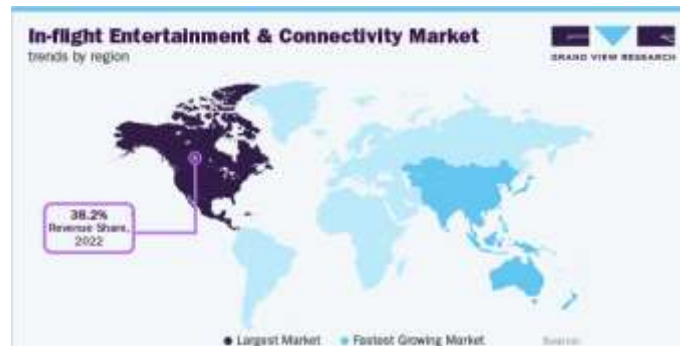 In-flight Entertainment & Connectivity Market
trends by region
GRAND VIEW RESEARCH
38.2%
Revenue Share,
2022
Largest Market
Fastest Growing Market
Source: